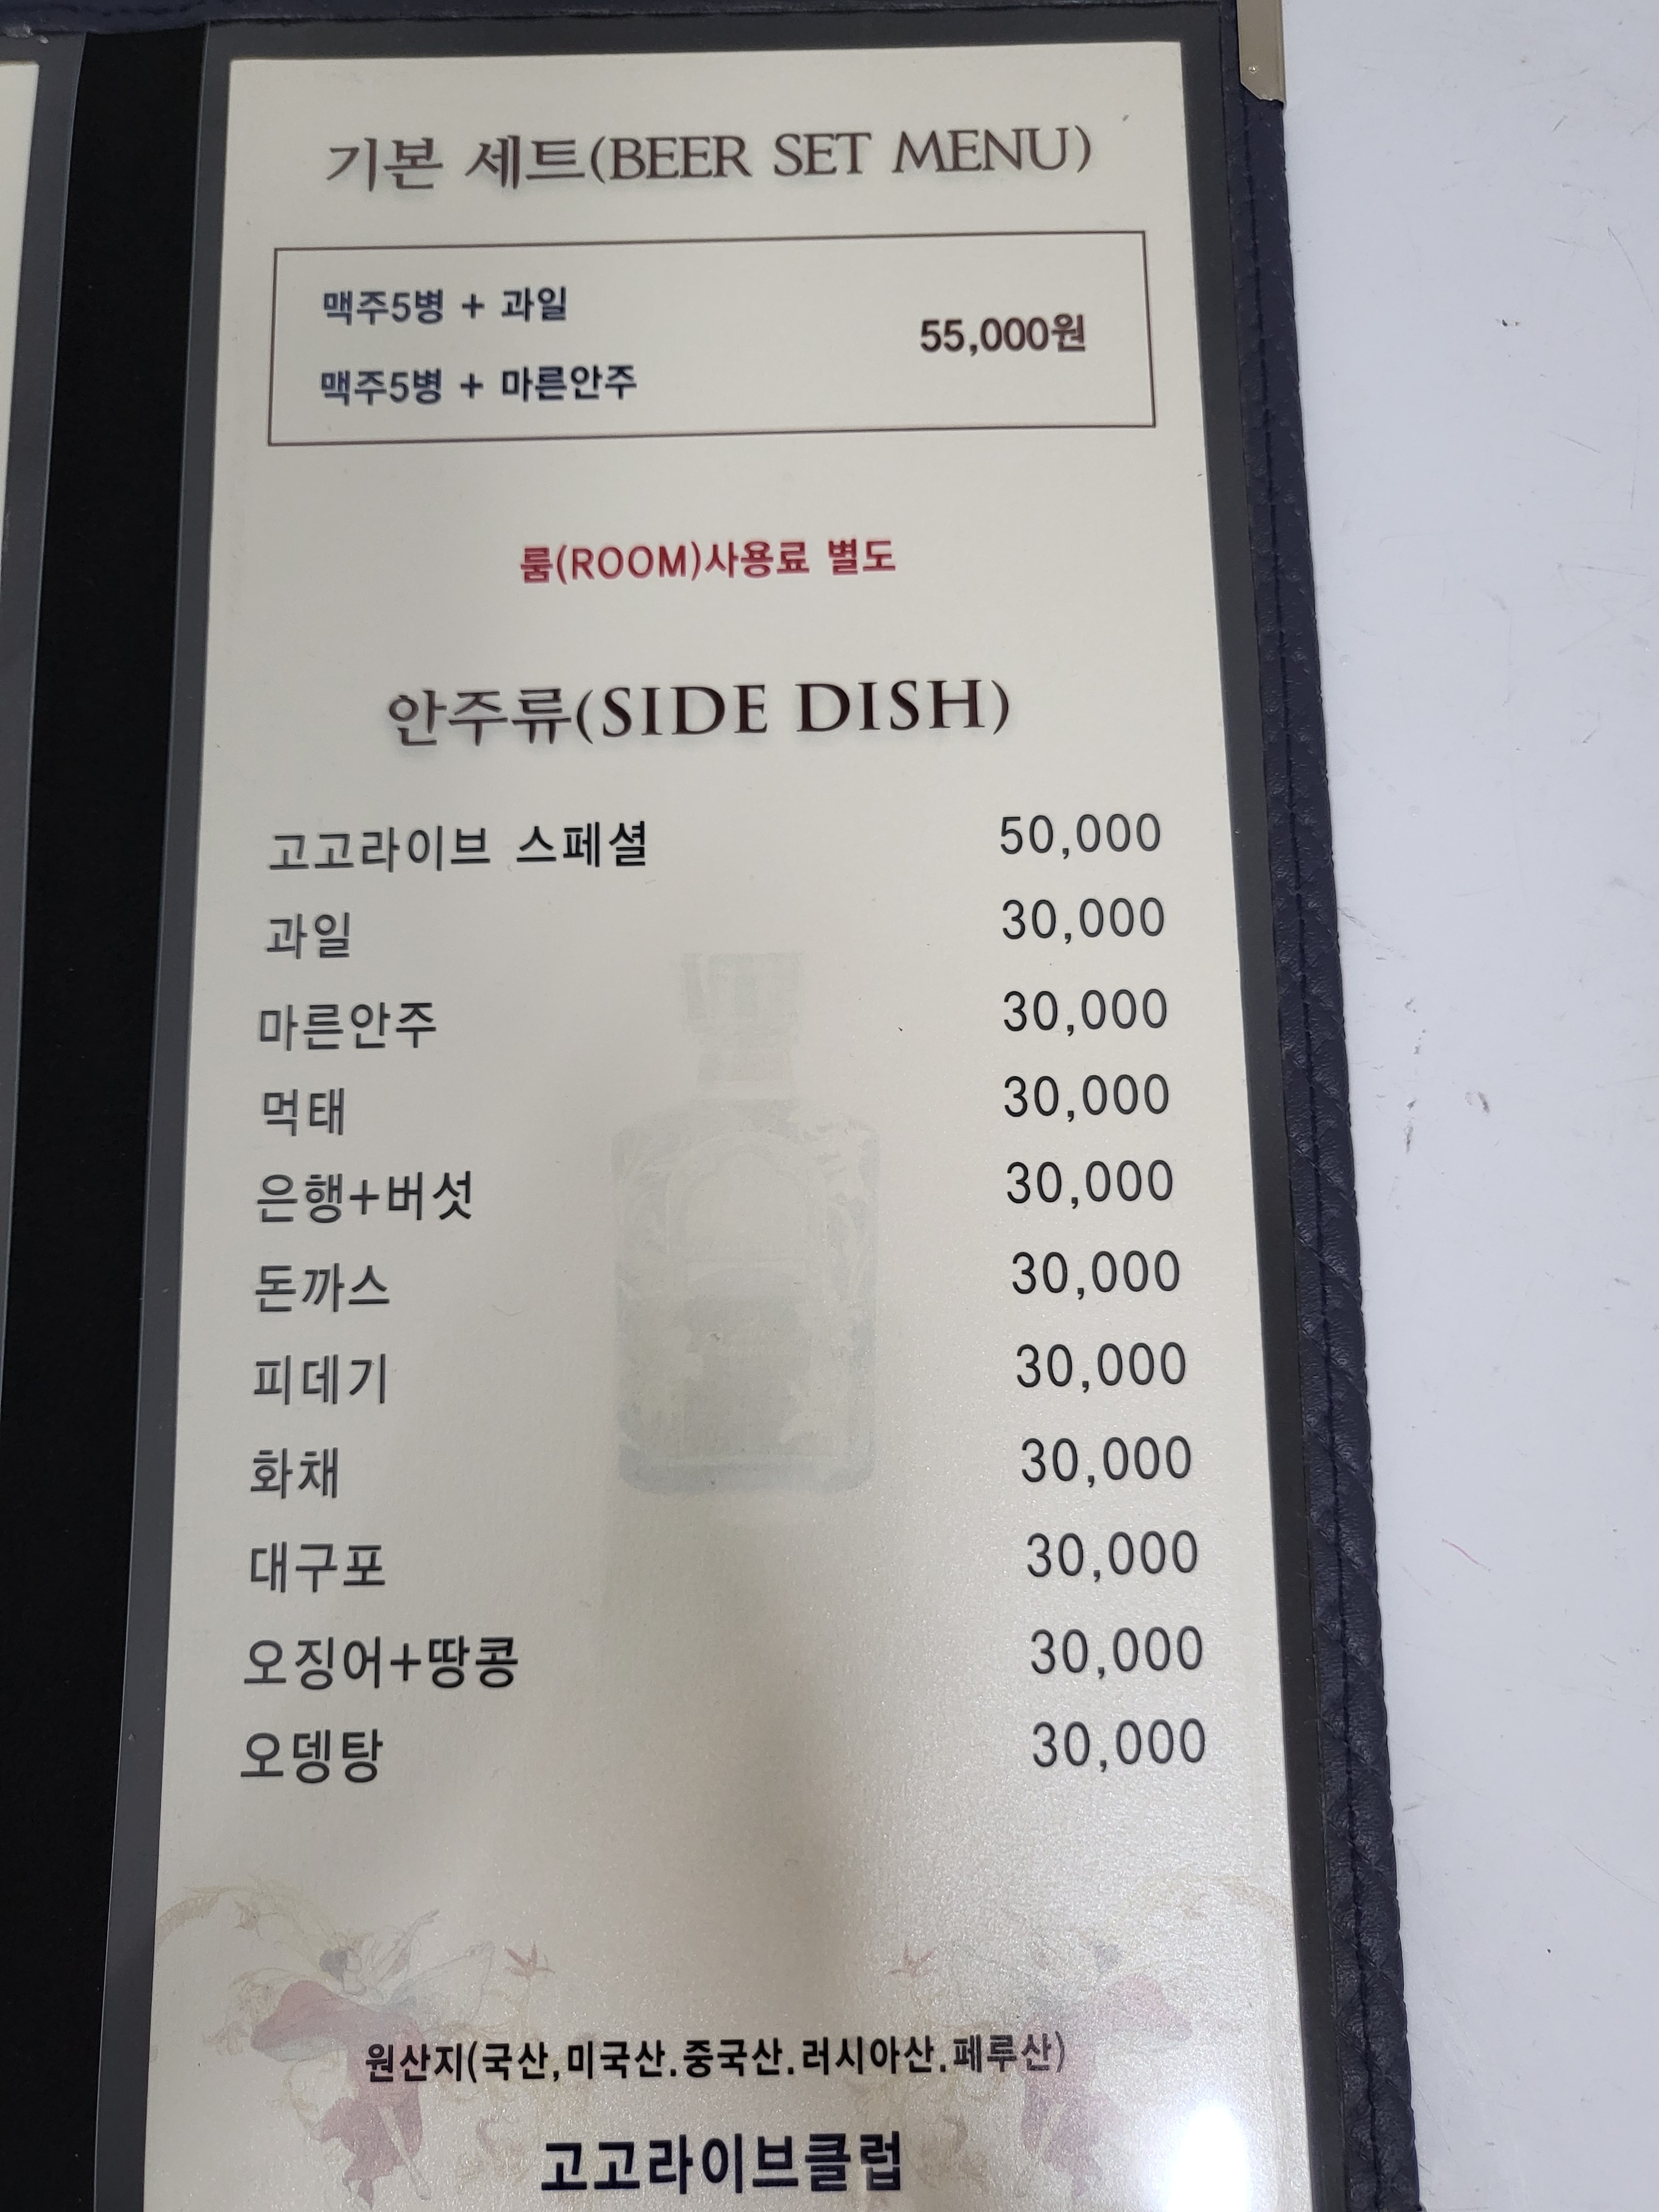 기본 세트(BEER SET MENU)
맥주5병 + 과일
55,000원
맥주5병 + 마른안주
룸(ROOM)사용료 별도
안주류(SIDE DISH)
고고라이브 스페셜 50,000
과일 30,000
마른안주 30,000
먹태 30,000
은행+버섯 30,000
돈까스 30,000
피데기 30,000
화채 30,000
대구포 30,000
오징어+땅콩 30,000
오뎅탕 30,000
원산지(국산,미국산.중국산.러시아산.페루산)
고고라이브클럽